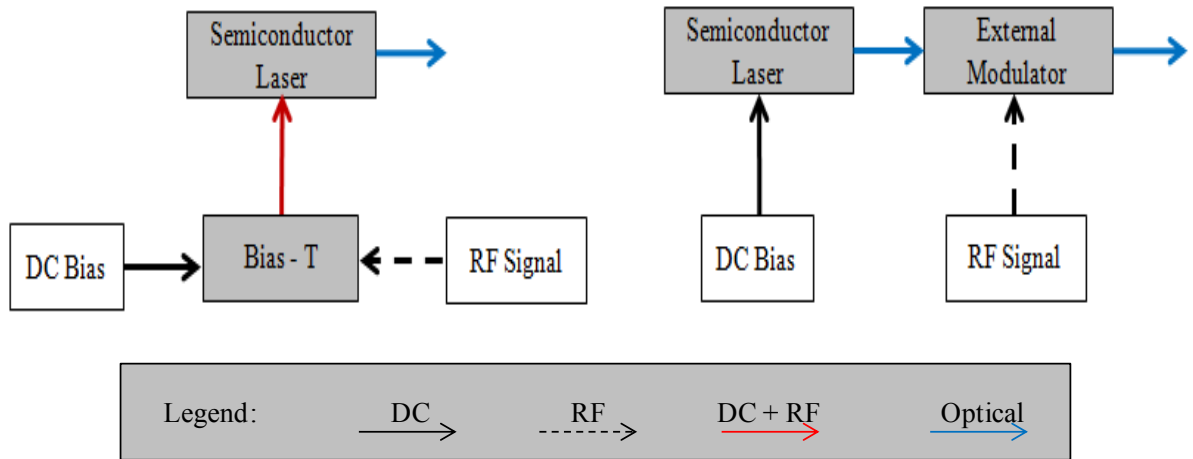 Semiconductor
Laser
DC Bias
Bias - T
RF Signal
Semiconductor
Laser
External
Modulator
DC Bias
RF Signal
Legend:
DC
RF
DC + RF
Optical